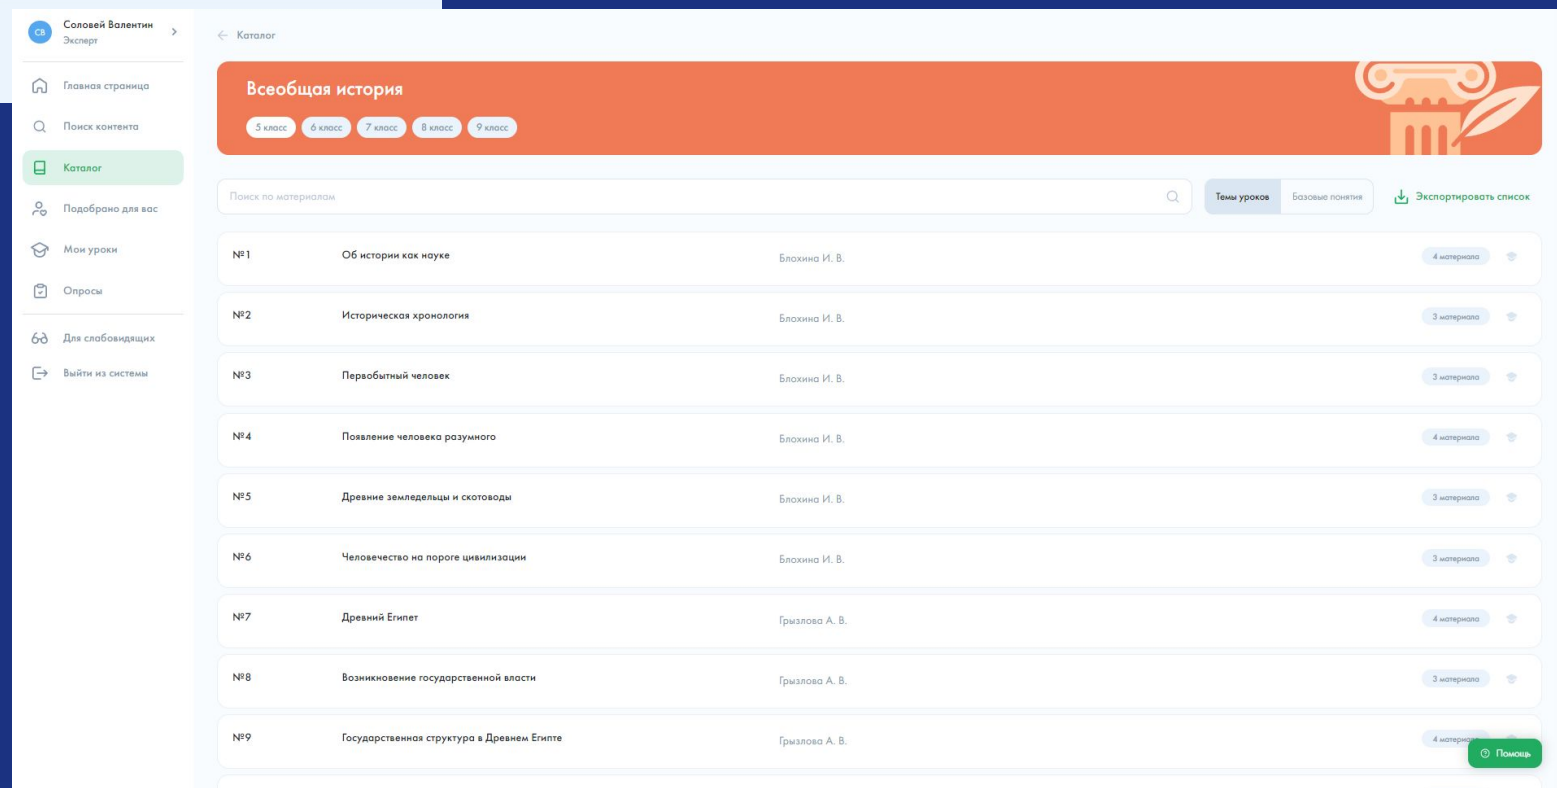 СВ
Соловей Валентин
Эксперт
Главная страница
Поиск контента
Каталог
Подобрано для вас
Мои уроки
Опросы
Для слабовидящих
Выйти из системы
Каталог
Всеобщая история
5 класс 6 класс 7 класс 8 класс 9 класс
Поиск по материалам
Темы уроков Базовые понятия Экспортировать список
№1 Об истории как науке Блохина И. В. 4 материала
№2 Историческая хронология Блохина И. В. 3 материала
№3 Первобытный человек Блохина И. В. 3 материала
№4 Появление человека разумного Блохина И. В. 4 материала
№5 Древние земледельцы и скотоводы Блохина И. В. 3 материала
№6 Человечество на пороге цивилизации Блохина И. В. 3 материала
№7 Древний Египет Грызлова А. В. 4 материала
№8 Возникновение государственной власти Грызлова А. В. 3 материала
№9 Государственная структура в Древнем Египте Грызлова А. В. 4
Помощь